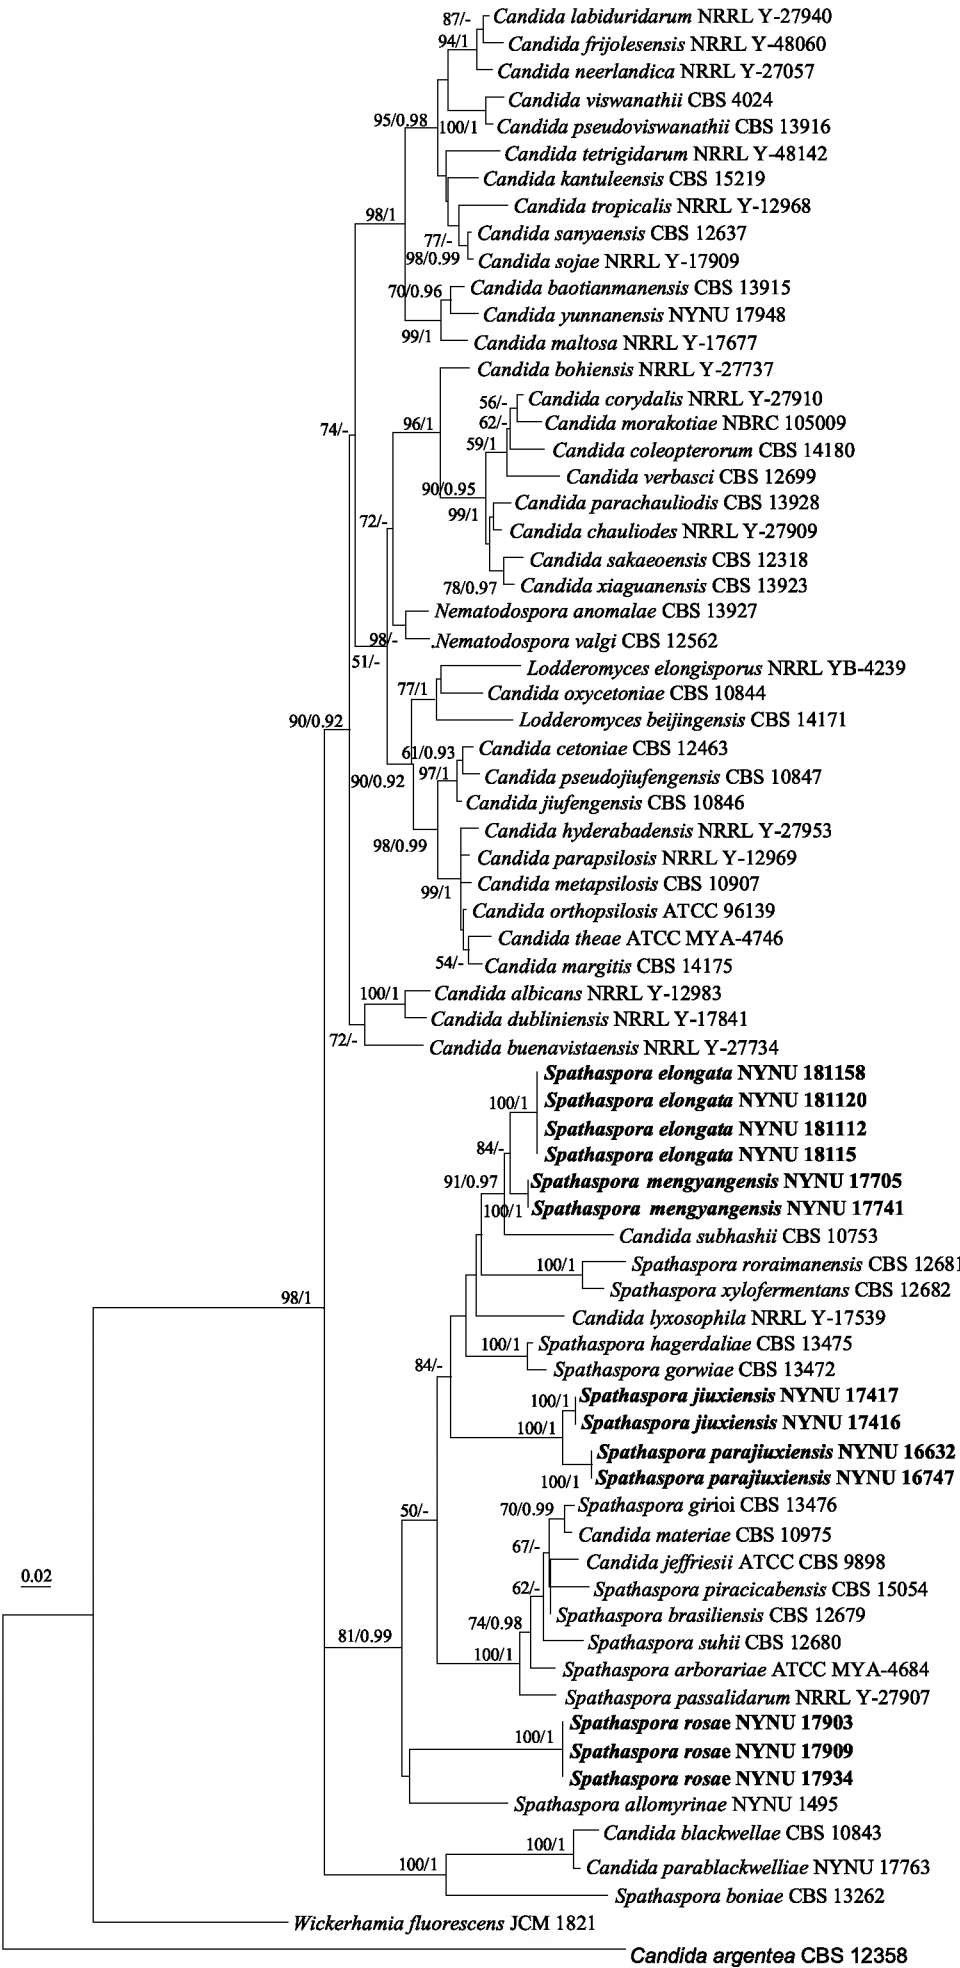 87/-
Candida labiduridarum NRRL Y-27940
94/1
Candida frijolesensis NRRL Y-48060
Candida neerlandica NRRL Y-27057
Candida viswanathii CBS 4024
95/0.98
100/1
Candida pseudoviswanathii CBS 13916
Candida tetrigidarum NRRL Y-48142
Candida kantuleensis CBS 15219
Candida tropicalis NRRL Y-12968
98/1
Candida sanyaensis CBS 12637
77/-
98/0.99
Candida sojae NRRL Y-17909
Candida baotianmanensis CBS 13915
70/0.96
Candida yunnanensis NYNU 17948
99/1
Candida maltosa NRRL Y-17677
Candida bohiensis NRRL Y-27737
Candida corydalis NRRL Y-27910
56/-
96/1
62/-
Candida morakotiae NBRC 105009
74/-
59/1
Candida coleopterorum CBS 14180
Candida verbasci CBS 12699
90/0.95
Candida parachauliodis CBS 13928
99/1
72/-
Candida chauliodes NRRL Y-27909
Candida sakaeoensis CBS 12318
78/0.97
Candida xiaguanensis CBS 13923
Nematodospora anomalae CBS 13927
98/-
.Nematodospora valgi CBS 12562
51/-
Lodderomyces elongisporus NRRL YB-4239
77/1
Candida oxycetoniae CBS 10844
90/0.92
Lodderomyces beijingensis CBS 14171
61/0.93
Candida cetoniae CBS 12463
97/1
Candida pseudojiufengensis CBS 10847
90/0.92
Candida jiufengensis CBS 10846
Candida hyderabadensis NRRL Y-27953
98/0.99
Candida parapsilosis NRRL Y-12969
Candida metapsilosis CBS 10907
99/1
Candida orthopsilosis ATCC 96139
Candida theae ATCC MYA-4746
54/-
Candida margitis CBS 14175
100/1
Candida albicans NRRL Y-12983
Candida dubliniensis NRRL Y-17841
72/-
Candida buenavistaensis NRRL Y-27734
Spathaspora elongata NYNU 181158
100/1
Spathaspora elongata NYNU 181120
Spathaspora elongata NYNU 181112
84/-
Spathaspora elongata NYNU 18115
91/0.97
Spathaspora mengyangensis NYNU 17705
100/1
Spathaspora mengyangensis NYNU 17741
Candida subhashii CBS 10753
100/1
Spathaspora roraimanensis CBS 12681
Spathaspora xylofermentans CBS 12682
98/1
Candida lyxosophila NRRL Y-17539
100/1
Spathaspora hagerdaliae CBS 13475
84/-
Spathaspora gorwiae CBS 13472
100/1
Spathaspora jiuxiensis NYNU 17417
100/1
Spathaspora jiuxiensis NYNU 17416
Spathaspora parajiuxiensis NYNU 16632
100/1
Spathaspora parajiuxiensis NYNU 16747
50/-
70/0.99
Spathaspora girioi CBS 13476
Candida materiae CBS 10975
67/-
Candida jeffriesii ATCC CBS 9898
0.02
62/-
Spathaspora piracicabensis CBS 15054
Spathaspora brasiliensis CBS 12679
81/0.99
74/0.98
Spathaspora suhii CBS 12680
100/1
Spathaspora arborariae ATCC MYA-4684
Spathaspora passalidarum NRRL Y-27907
Spathaspora rosae NYNU 17903
100/1
Spathaspora rosae NYNU 17909
Spathaspora rosae NYNU 17934
Spathaspora allomyrinae NYNU 1495
Candida blackwellae CBS 10843
100/1
100/1
Candida parablackwelliae NYNU 17763
Spathaspora boniae CBS 13262
Wickerhamia fluorescens JCM 1821
Candida argentea CBS 12358